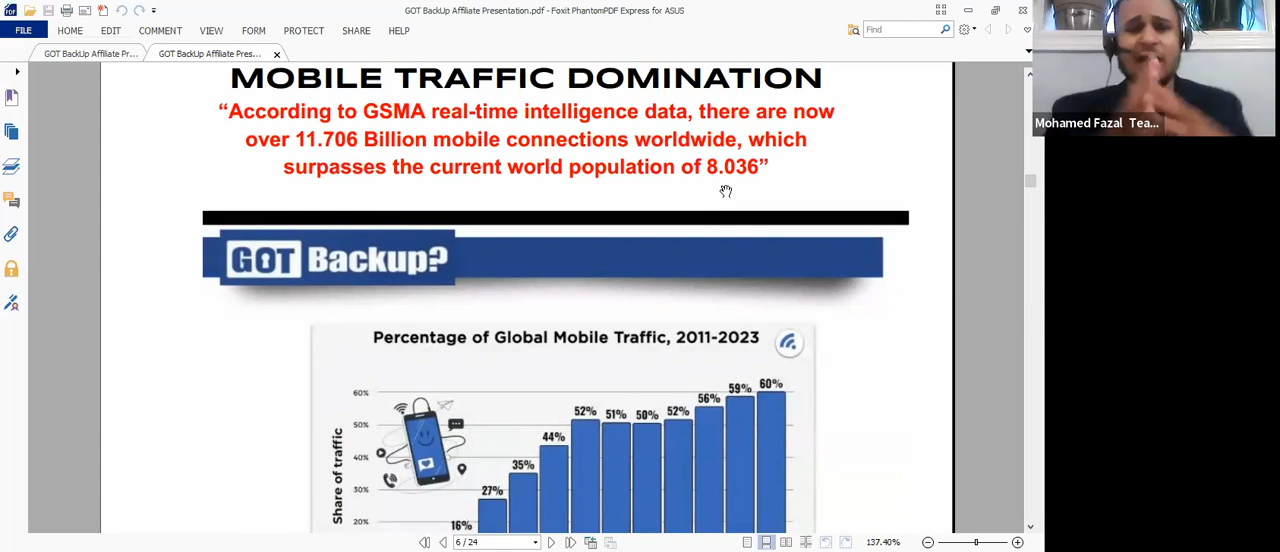 GOT BackUp Affiliate Presentation.pdf - Foxit PhantomPDF Express for ASUS
PDF
FILE HOME EDIT COMMENT VIEW FORM PROTECT SHARE HELP
Find
GOT BackUp Affiliate Pr...
GOT BackUp Affiliate Pres...
MOBILE TRAFFIC DOMINATION
“According to GSMA real-time intelligence data, there are now
over 11.706 Billion mobile connections worldwide, which
surpasses the current world population of 8.036”
Mohamed Fazal Tea...
GOT Backup?
Percentage of Global Mobile Traffic, 2011-2023
Share of traffic
60%
50%
40%
30%
20%
16%
27%
35%
44%
52%
51%
50%
52%
56%
59%
60%
6 / 24
137.40%